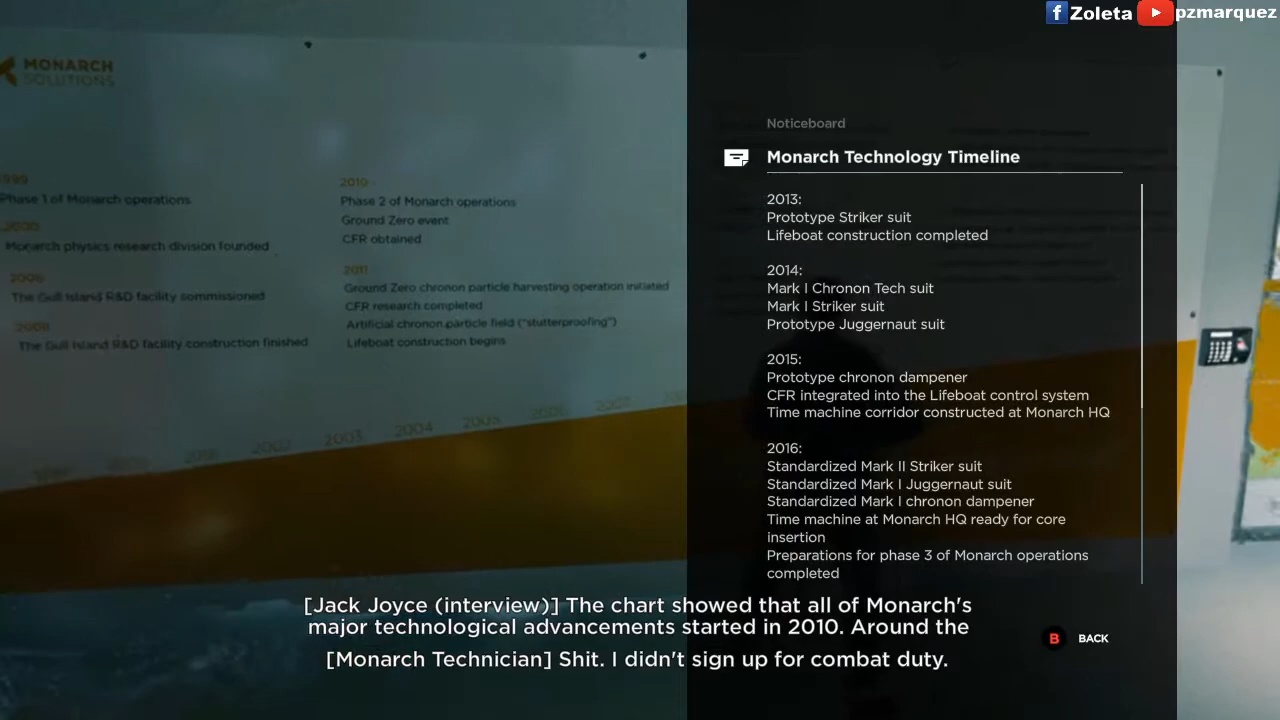 Zoleta
pzmarquez
MONARCH
SOLUTIONS
1999
Phase 1 of Monarch operations
2000
Monarch physics research division founded
2006
The Gull Island R&D facility commissioned
2008
The Gull Island R&D facility construction finished
2010
Phase 2 of Monarch operations
Ground Zero event
CFR obtained
2011
Ground Zero chronon particle harvesting operation initiated
CFR research completed
Artificial chronon particle field ("stutterproofing")
Lifeboat construction begins
2002 2003 2004 2005 2006
Noticeboard
Monarch Technology Timeline
2013:
Prototype Striker suit
Lifeboat construction completed
2014:
Mark I Chronon Tech suit
Mark I Striker suit
Prototype Juggernaut suit
2015:
Prototype chronon dampener
CFR integrated into the Lifeboat control system
Time machine corridor constructed at Monarch HQ
2016:
Standardized Mark II Striker suit
Standardized Mark I Juggernaut suit
Standardized Mark I chronon dampener
Time machine at Monarch HQ ready for core
insertion
Preparations for phase 3 of Monarch operations
completed
[Jack Joyce (interview)] The chart showed that all of Monarch's
major technological advancements started in 2010. Around the
[Monarch Technician] Shit. I didn't sign up for combat duty.
B BACK